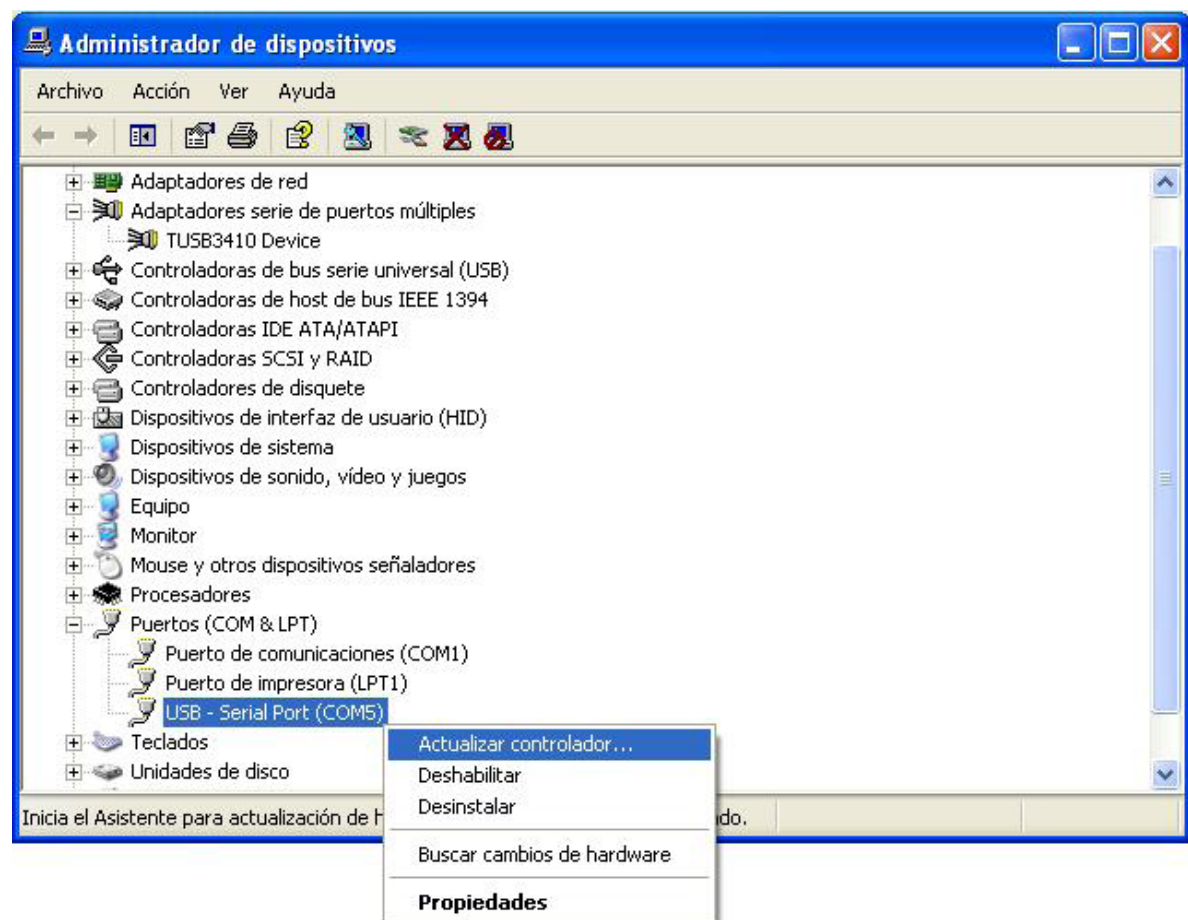 Administrador de dispositivos
Archivo Acción Ver Ayuda
Adaptadores de red
Adaptadores serie de puertos múltiples
TUSB3410 Device
Controladoras de bus serie universal (USB)
Controladoras de host de bus IEEE 1394
Controladoras IDE ATA/ATAPI
Controladoras SCSI y RAID
Controladores de disquete
Dispositivos de interfaz de usuario (HID)
Dispositivos de sistema
Dispositivos de sonido, vídeo y juegos
Equipo
Monitor
Mouse y otros dispositivos señaladores
Procesadores
Puertos (COM & LPT)
Puerto de comunicaciones (COM1)
Puerto de impresora (LPT1)
USB - Serial Port (COM5)
Teclados
Unidades de disco
Actualizar controlador...
Deshabilitar
Desinstalar
Buscar cambios de hardware
Propiedades
Inicia el Asistente para actualización de H do.